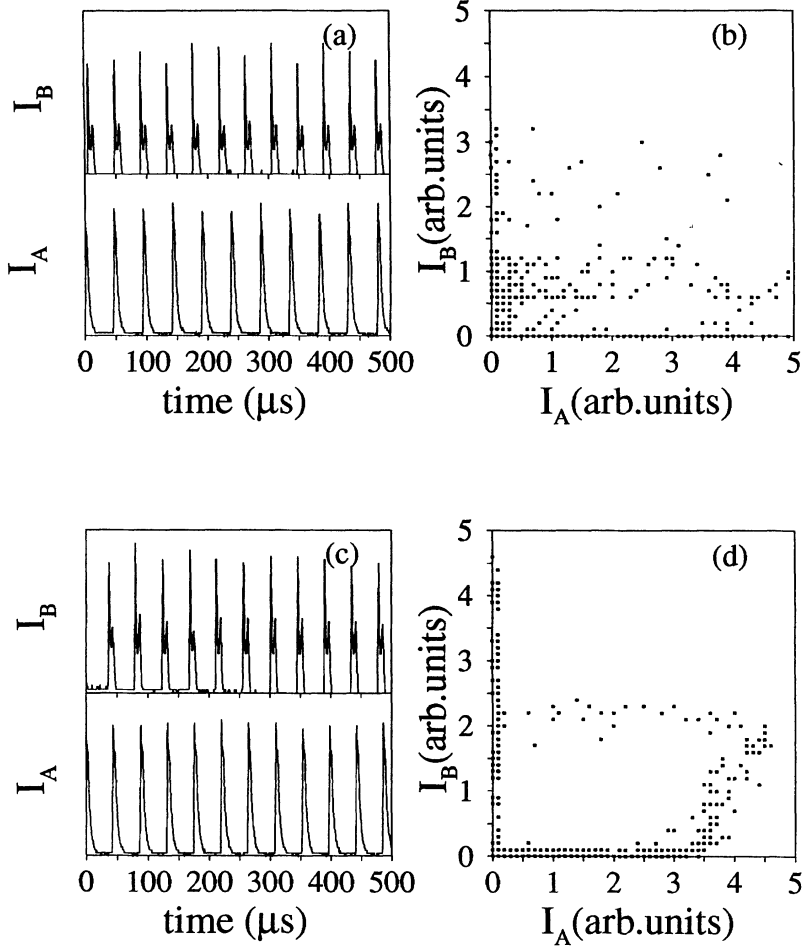 (a)
I_B
I_A
0 100 200 300 400 500
time (μs)
(b)
5
4
3
2
1
0
I_B(arb.units)
0 1 2 3 4 5
I_A(arb.units)
(c)
I_B
I_A
0 100 200 300 400 500
time (μs)
(d)
5
4
3
2
1
0
I_B(arb.units)
0 1 2 3 4 5
I_A(arb.units)